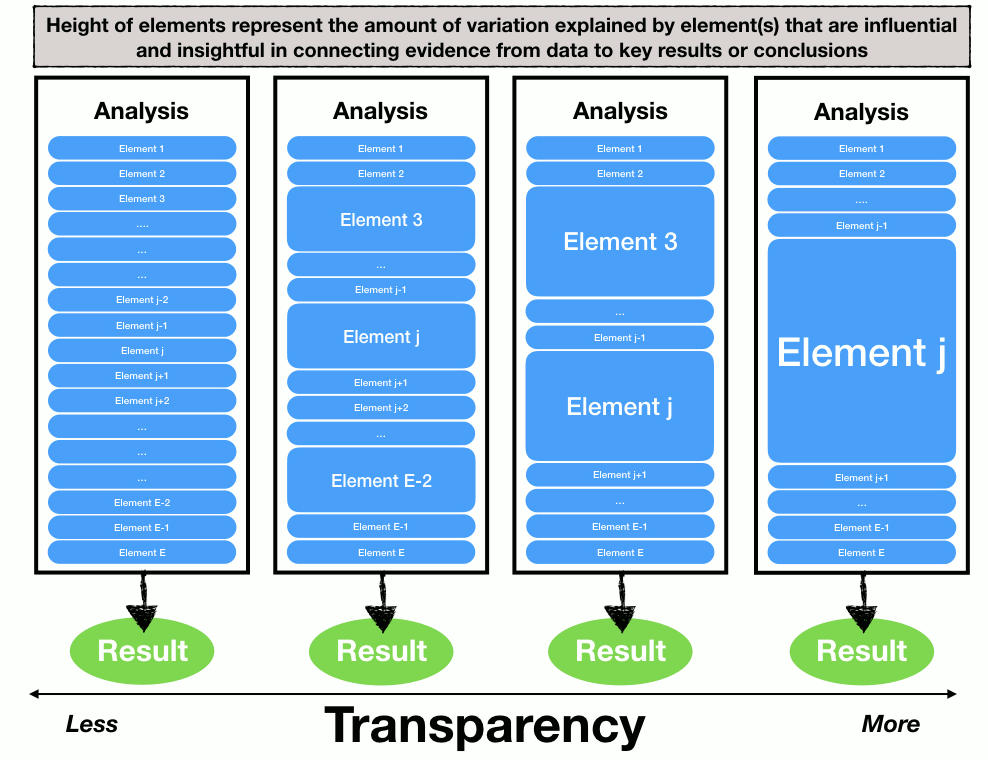 Height of elements represent the amount of variation explained by element(s) that are influential
and insightful in connecting evidence from data to key results or conclusions
Analysis
Element 1
Element 2
Element 3
....
...
...
Element j-2
Element j-1
Element j
Element j+1
Element j+2
...
...
...
Element E-2
Element E-1
Element E
Result
Analysis
Element 1
Element 2
Element 3
...
Element j-1
Element j
Element j+1
Element j+2
...
Element E-2
Element E-1
Element E
Result
Analysis
Element 1
Element 2
Element 3
...
Element j-1
Element j
Element j+1
...
Element E-1
Element E
Result
Analysis
Element 1
Element 2
....
Element j-1
Element j
Element j+1
...
Element E-1
Element E
Result
Less
Transparency
More